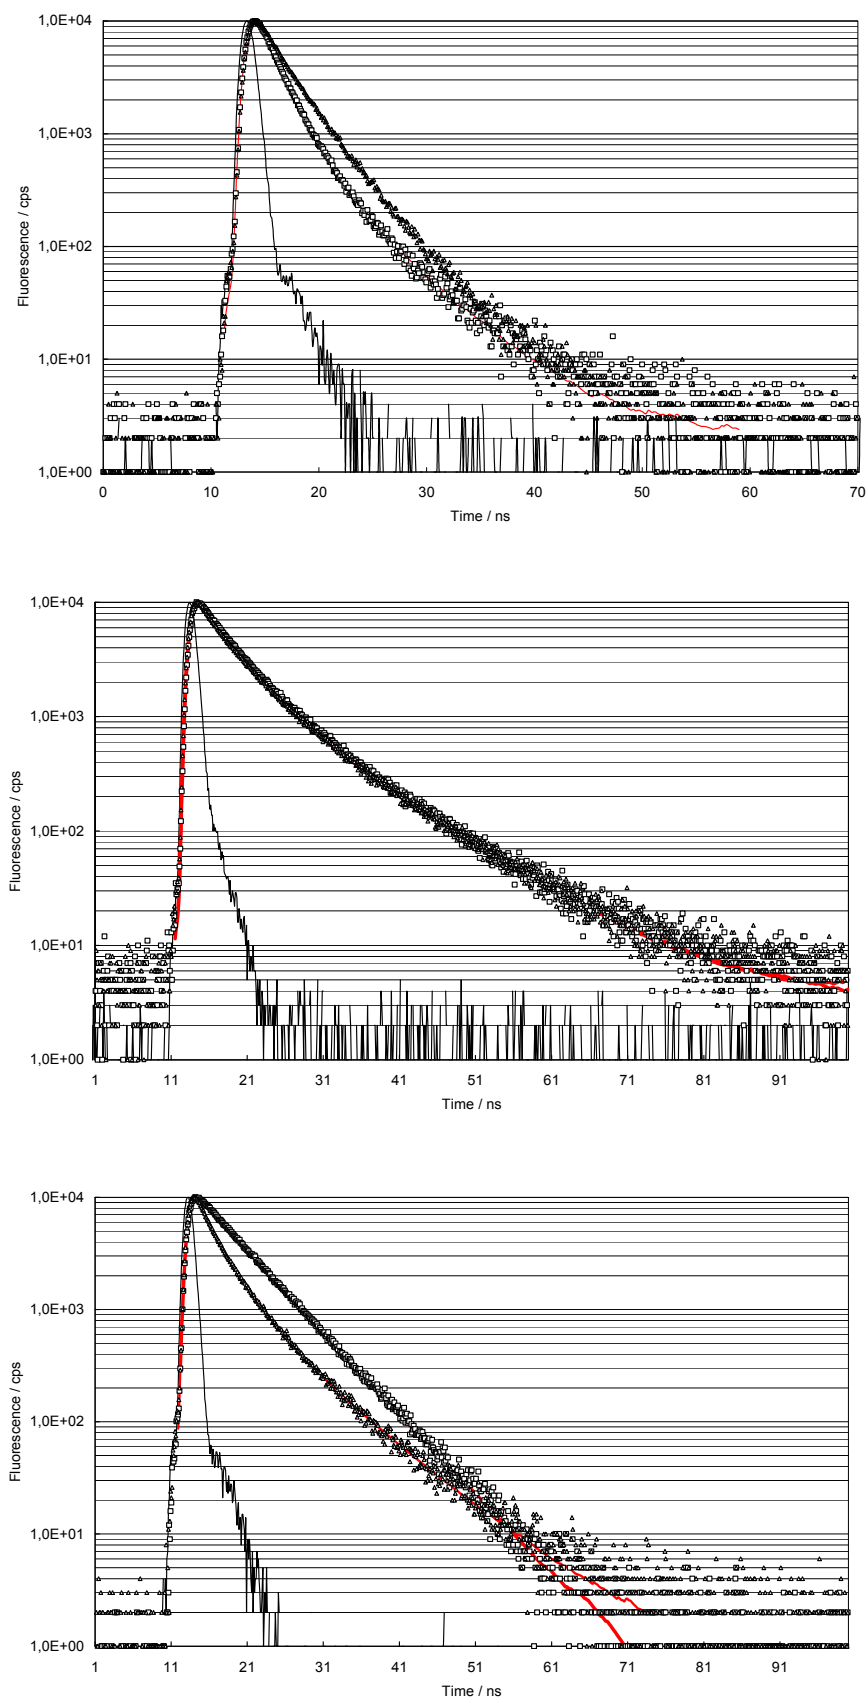 1,0E+04
1,0E+03
1,0E+02
1,0E+01
1,0E+00
Fluorescence / cps
0 10 20 30 40 50 60 70
Time / ns
1,0E+04
1,0E+03
1,0E+02
1,0E+01
1,0E+00
Fluorescence / cps
1 11 21 31 41 51 61 71 81 91
Time / ns
1,0E+04
1,0E+03
1,0E+02
1,0E+01
1,0E+00
Fluorescence / cps
1 11 21 31 41 51 61 71 81 91
Time / ns